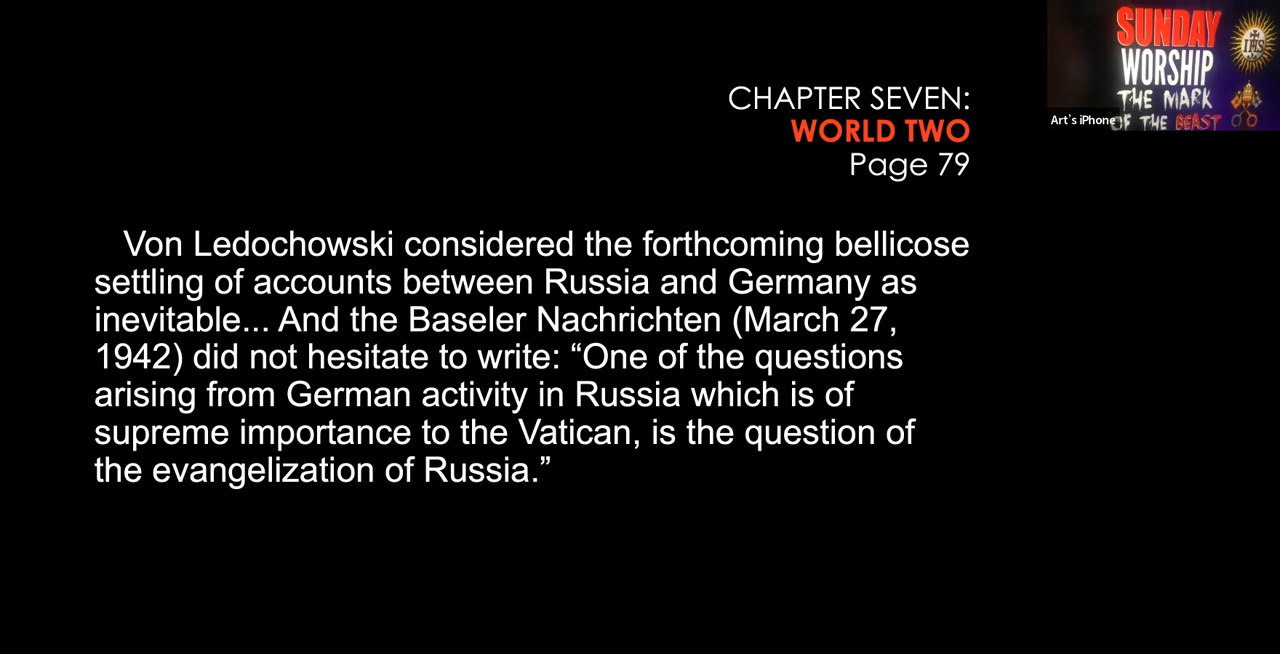 CHAPTER SEVEN:
WORLD TWO
Page 79
Von Ledochowski considered the forthcoming bellicose
settling of accounts between Russia and Germany as
inevitable... And the Baseler Nachrichten (March 27,
1942) did not hesitate to write: “One of the questions
arising from German activity in Russia which is of
supreme importance to the Vatican, is the question of
the evangelization of Russia.”
SUNDAY
WORSHIP
THE MARK
OF THE BEAST
IHS
Art's iPhone